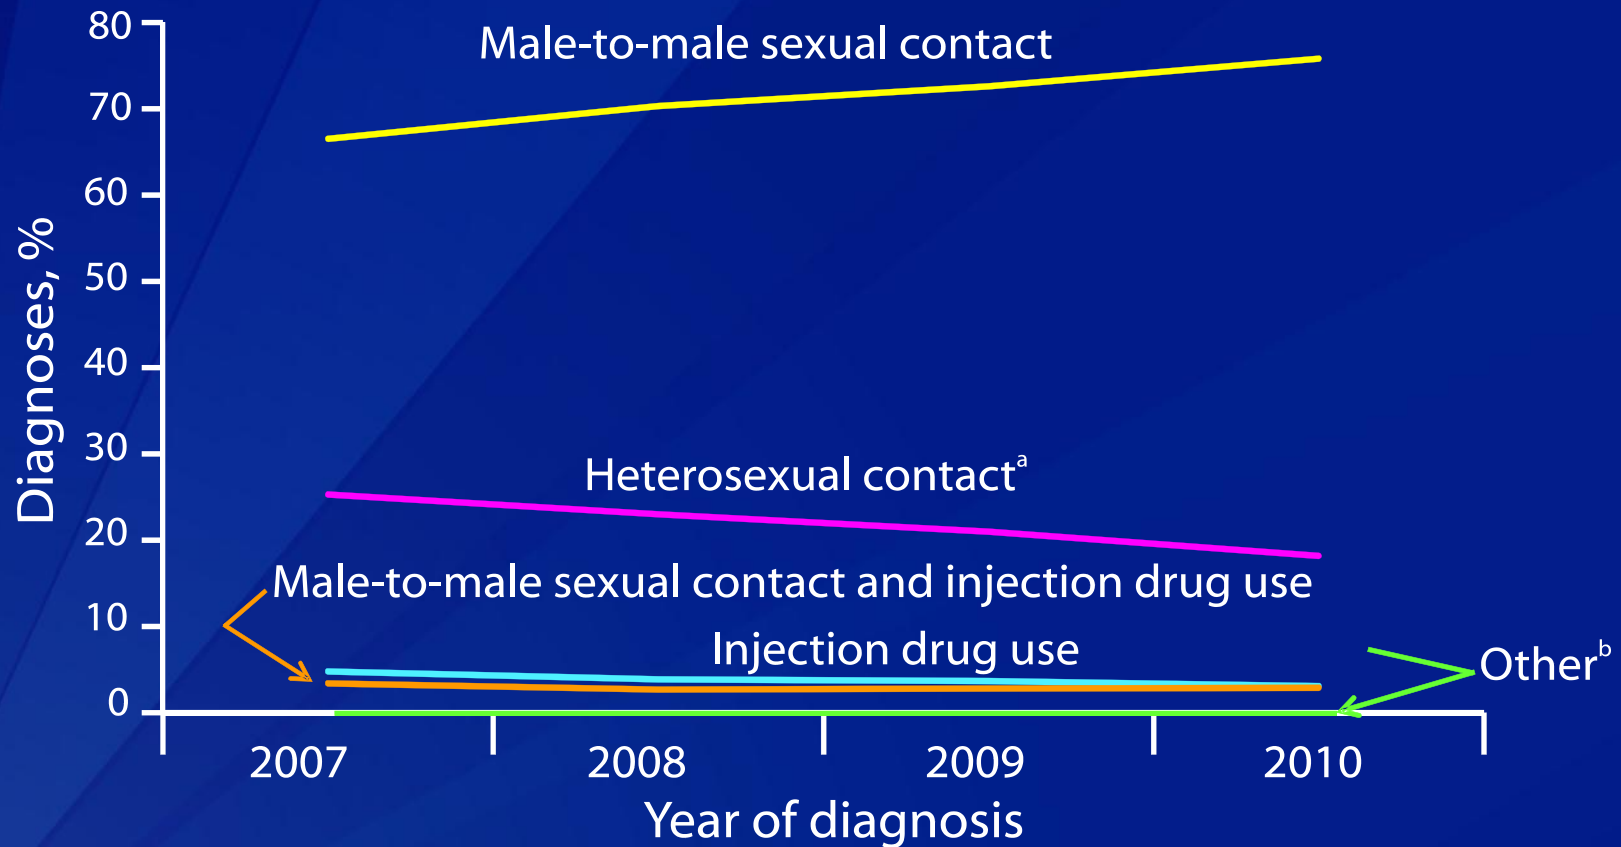 80
70
60
50
40
30
20
10
0
Diagnoses, %
Male-to-male sexual contact
Heterosexual contactᵃ
Male-to-male sexual contact and injection drug use
Injection drug use
Otherᵇ
2007 2008 2009 2010
Year of diagnosis